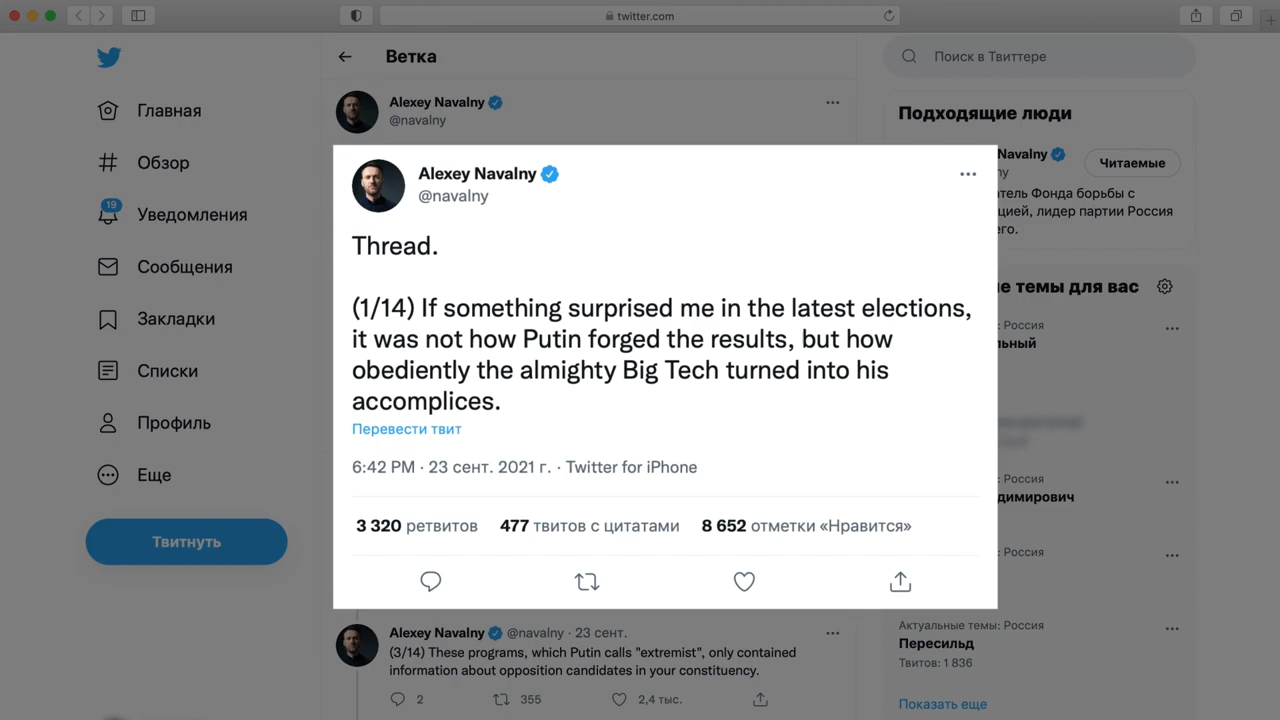 twitter.com
Главная
Обзор
19
Уведомления
Сообщения
Закладки
Списки
Профиль
Еще
Твитнуть
Ветка
Alexey Navalny
@navalny
Alexey Navalny
@navalny
Thread.
(1/14) If something surprised me in the latest elections,
it was not how Putin forged the results, but how
obediently the almighty Big Tech turned into his
accomplices.
Перевести твит
6:42 PM · 23 сент. 2021 г. · Twitter for iPhone
3 320 ретвитов 477 твитов с цитатами 8 652 отметки «Нравится»
Alexey Navalny @navalny · 23 сент.
(3/14) These programs, which Putin calls "extremist", only contained
information about opposition candidates in your constituency.
2 355 2,4 тыс.
Поиск в Твиттере
Подходящие люди
Navalny
Читаемые
Фонда борьбы с
лидер партии Россия
темы для вас
: Россия
: Россия
: Россия
Актуальные темы: Россия
Пересильд
Твитов: 1 836
Показать еще